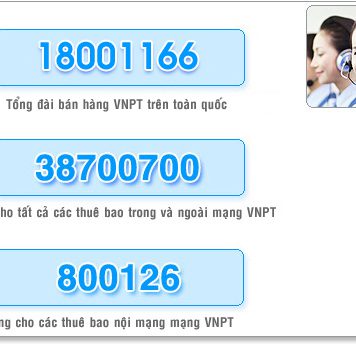 18001166
Tổng đài bán hàng VNPT trên toàn quốc
38700700
ho tất cả các thuê bao trong và ngoài mạng VNPT
800126
ng cho các thuê bao nội mạng mạng VNPT